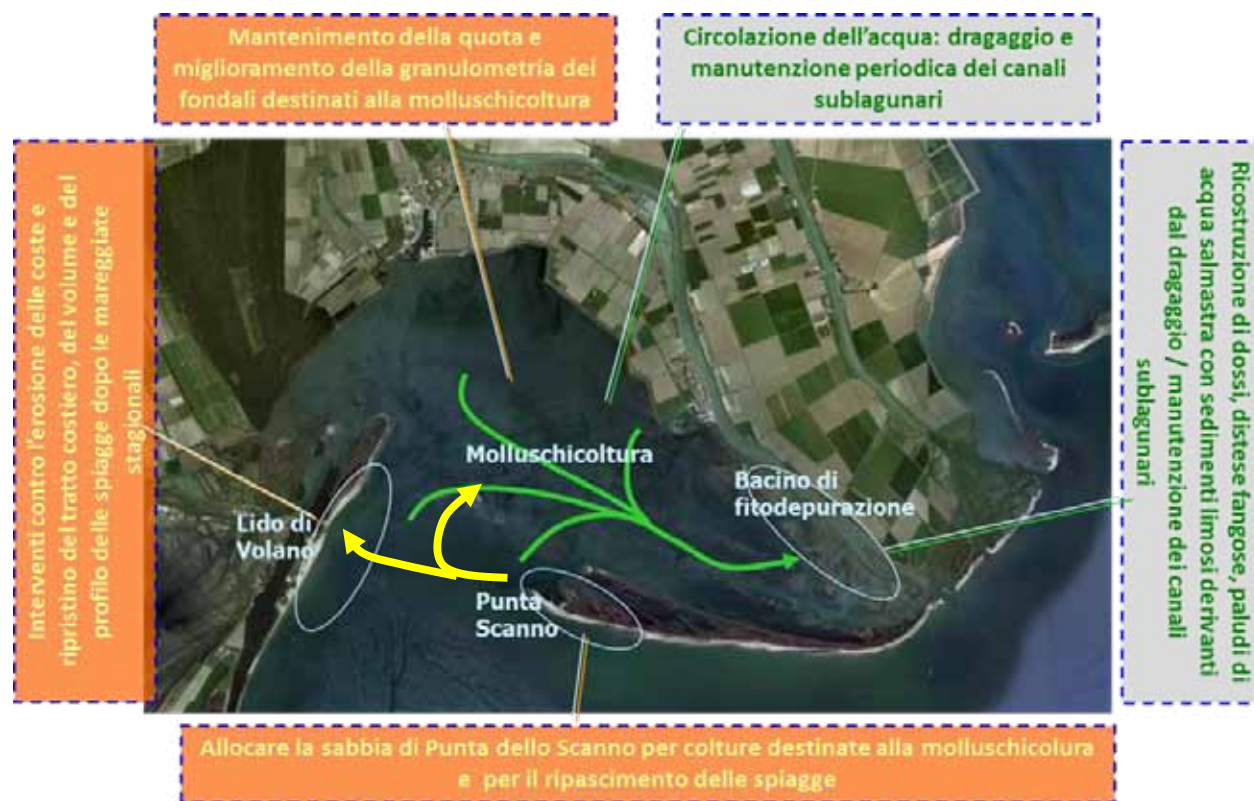 Mantenimento della quota e
miglioramento della granulometria dei
fondali destinati alla molluschicoltura
Circolazione dell'acqua: dragaggio e
manutenzione periodica dei canali
sublagunari
Interventi contro l'erosione delle coste e
ripristino del tratto costiero, del volume e del
profilo delle spiagge dopo le mareggiate
stagionali
Ricostruzione di dossi, distese fangose, paludi di
acqua salmastra con sedimenti limosi derivanti
dal dragaggio / manutenzione dei canali
sublagunari
Molluschicoltura
Bacino di
fitodepurazione
Lido di
Volano
Punta
Scanno
Allocare la sabbia di Punta dello Scanno per colture destinate alla molluschicolura
e per il ripascimento delle spiagge